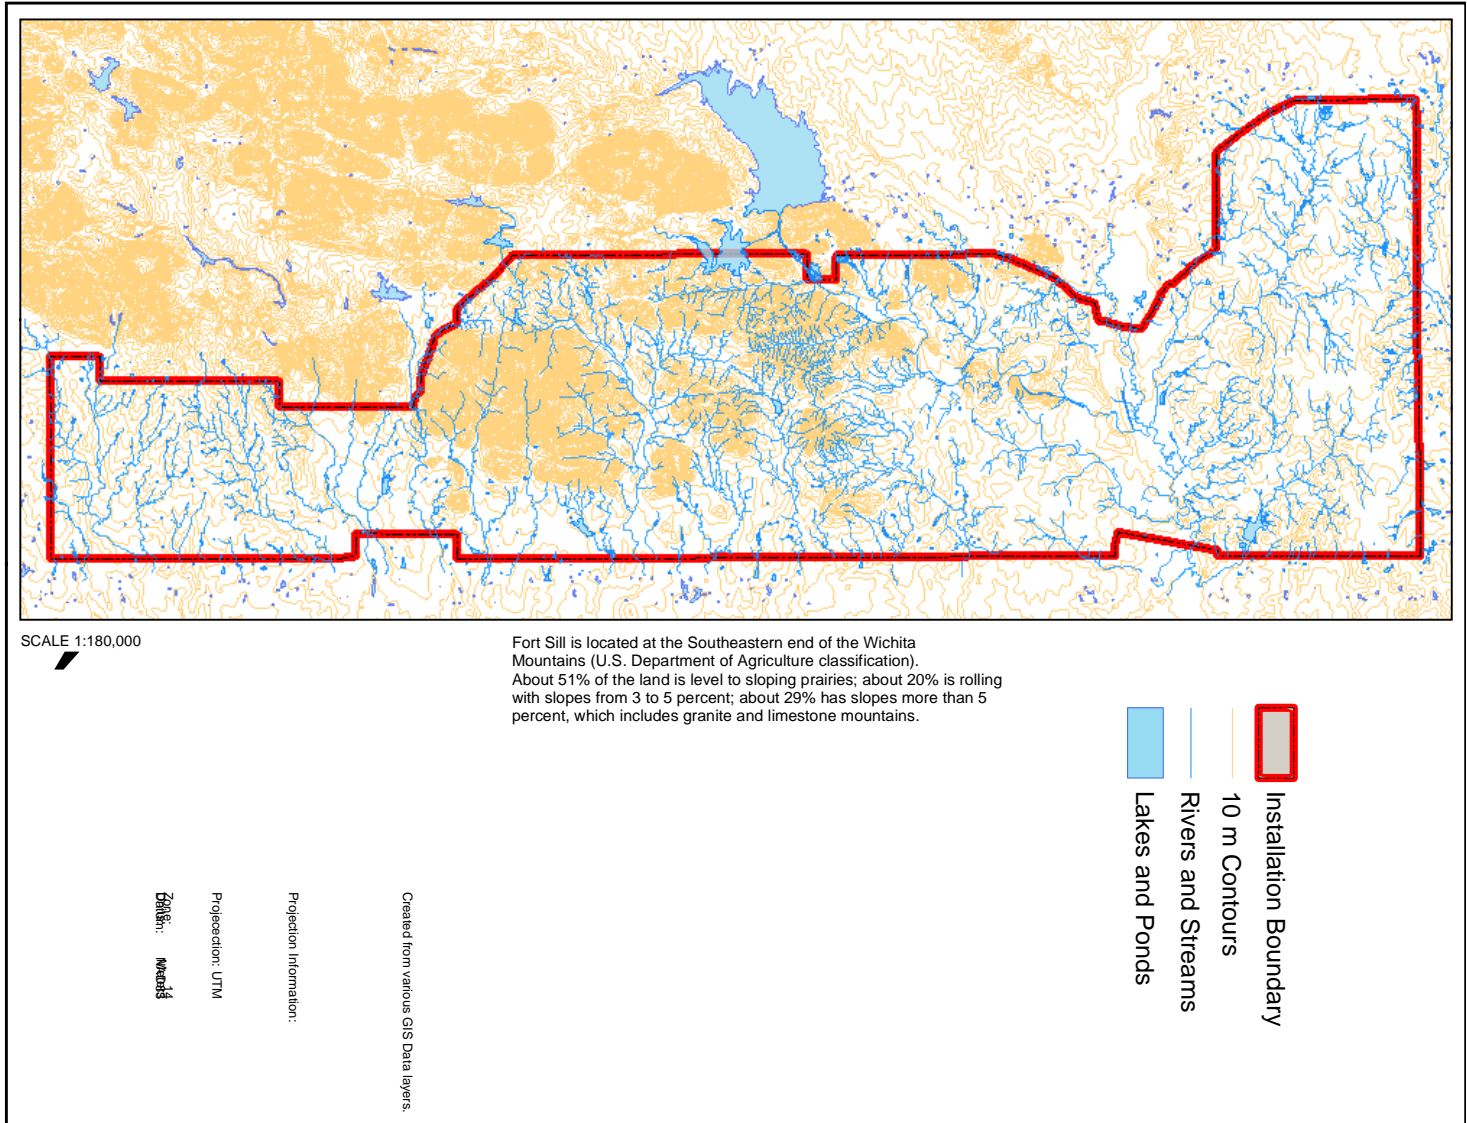 SCALE 1:180,000
Fort Sill is located at the Southeastern end of the Wichita
Mountains (U.S. Department of Agriculture classification).
About 51% of the land is level to sloping prairies; about 20% is rolling
with slopes from 3 to 5 percent; about 29% has slopes more than 5
percent, which includes granite and limestone mountains.
Installation Boundary
10 m Contours
Rivers and Streams
Lakes and Ponds
Created from various GIS Data layers.
Projection Information:
Projecection: UTM
Zone: 14